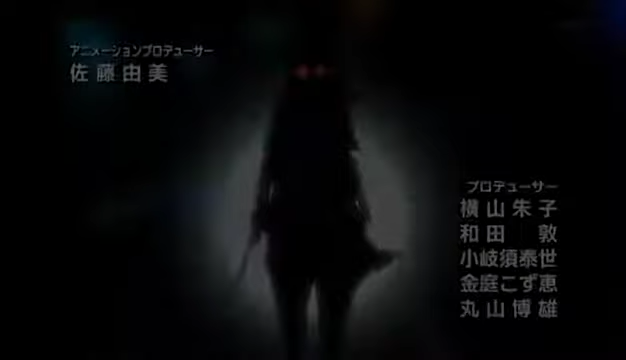 アニメーションプロデューサー
佐藤由美
プロデューサー
横山朱子
和田 敦
小岐須泰世
金庭こず恵
丸山博雄